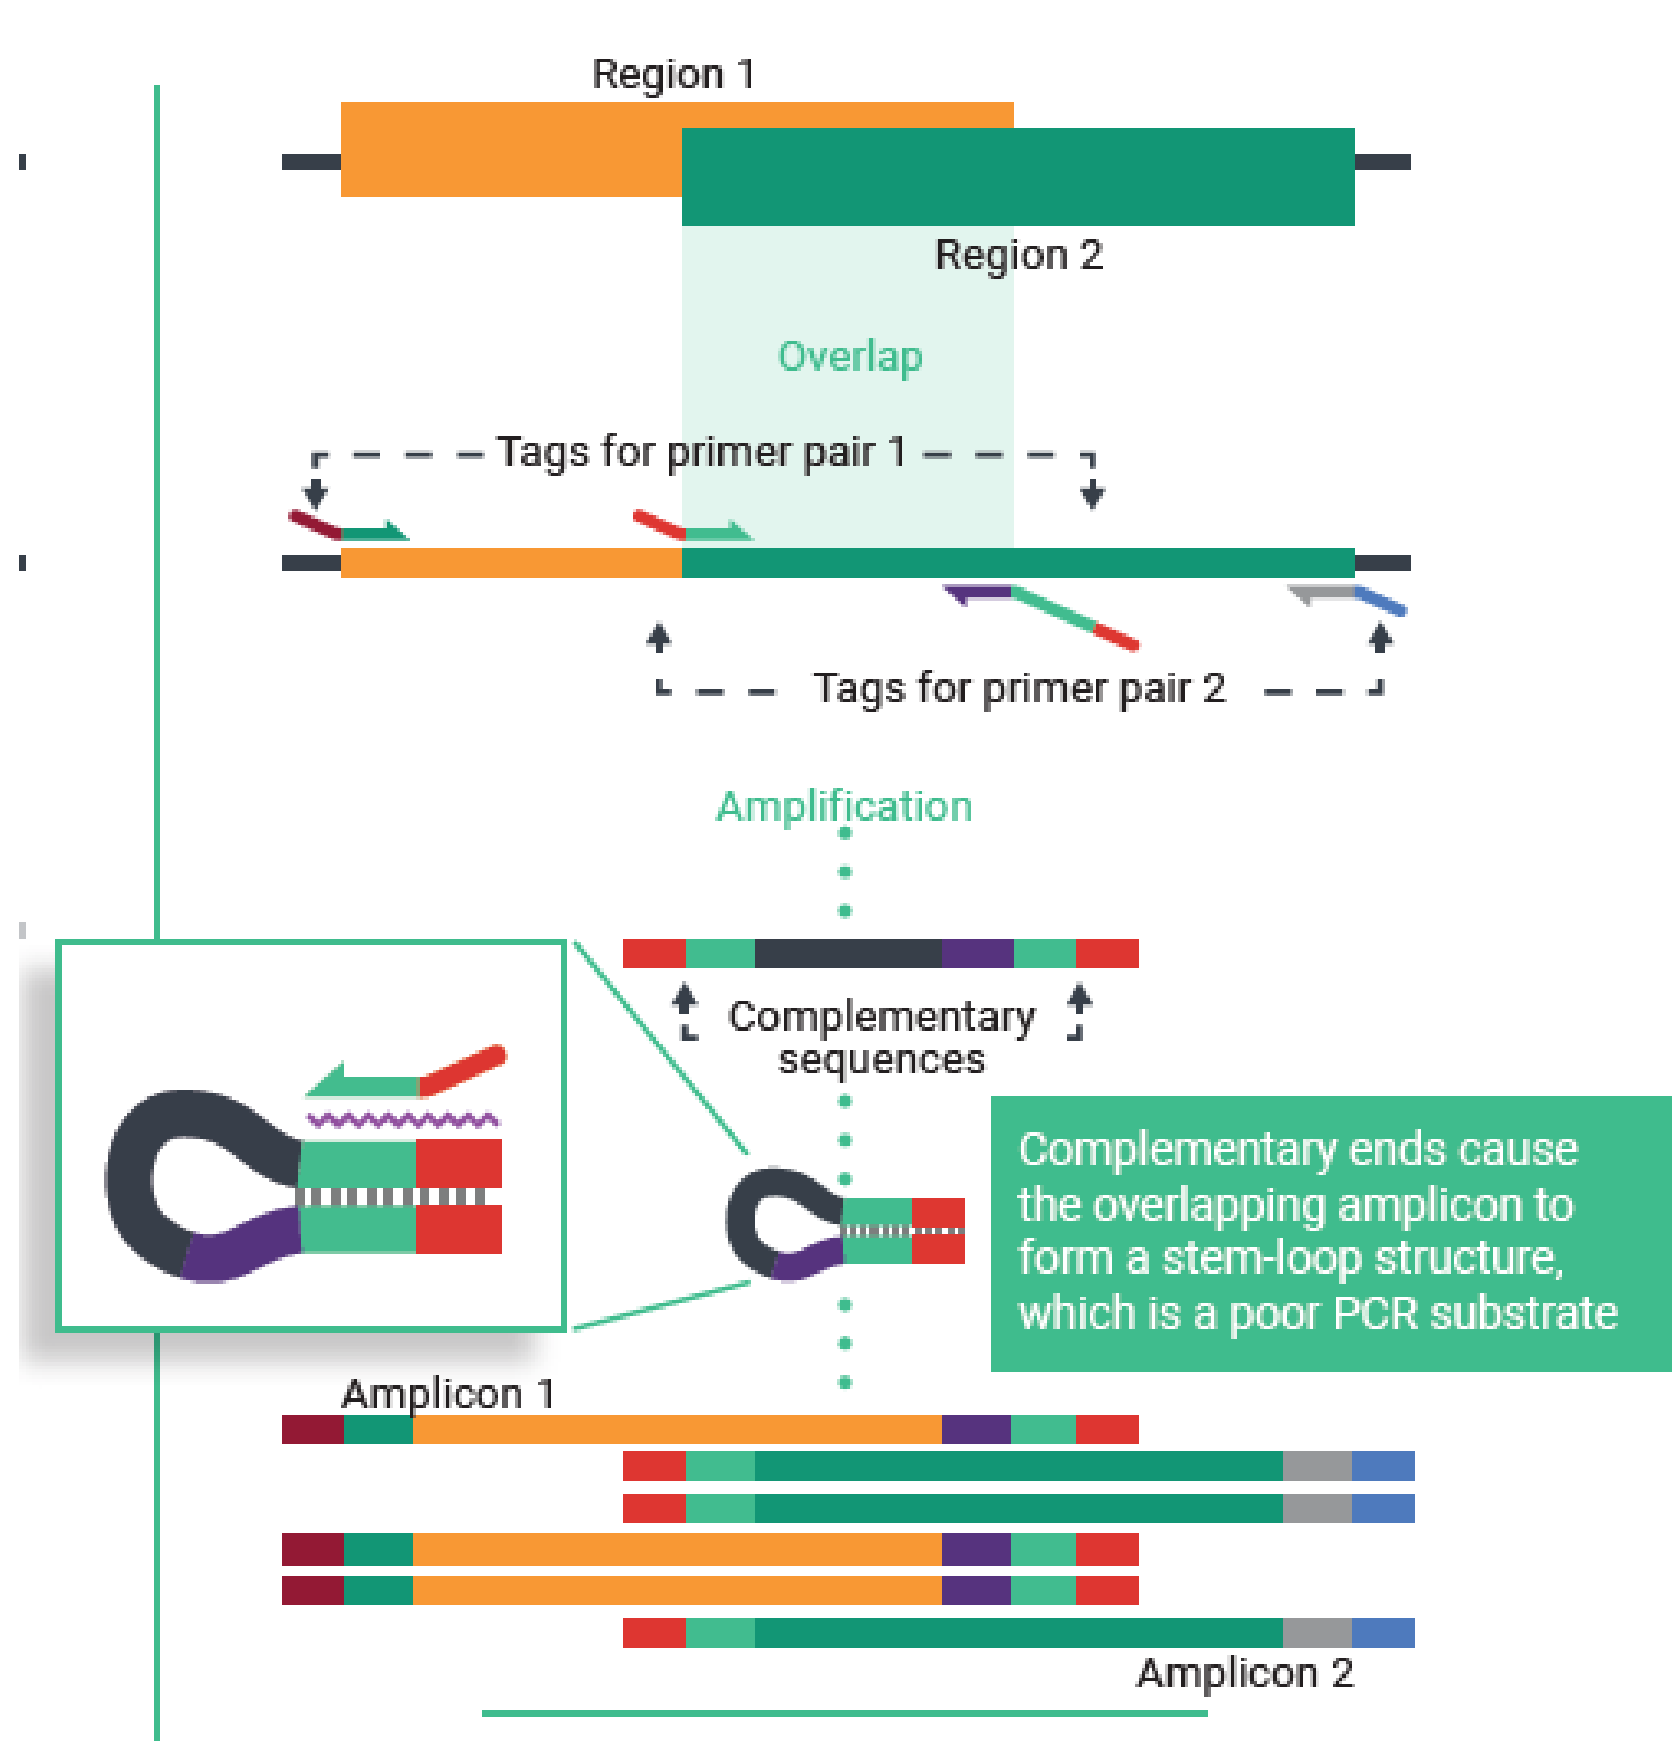 Region 1
Region 2
Overlap
Tags for primer pair 1
Tags for primer pair 2
Amplification
Complementary
sequences
Complementary ends cause
the overlapping amplicon to
form a stem-loop structure,
which is a poor PCR substrate
Amplicon 1
Amplicon 2